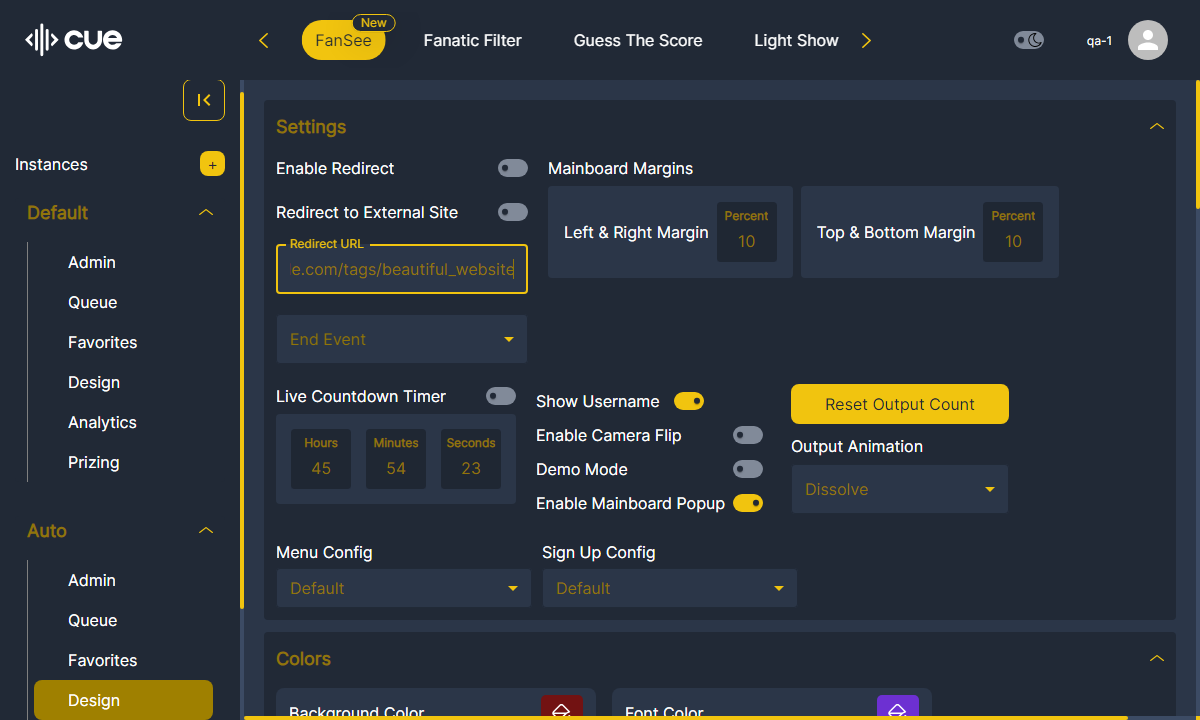 cue
New
FanSee
Fanatic Filter
Guess The Score
Light Show
qa-1
Instances
+
Default
Admin
Queue
Favorites
Design
Analytics
Prizing
Auto
Admin
Queue
Favorites
Design
Settings
Enable Redirect
Redirect to External Site
Redirect URL
e.com/tags/beautiful_website
End Event
Mainboard Margins
Left & Right Margin
Percent
10
Top & Bottom Margin
Percent
10
Live Countdown Timer
Hours
45
Minutes
54
Seconds
23
Show Username
Enable Camera Flip
Demo Mode
Enable Mainboard Popup
Reset Output Count
Output Animation
Dissolve
Menu Config
Default
Sign Up Config
Default
Colors
Background Color
Font Color